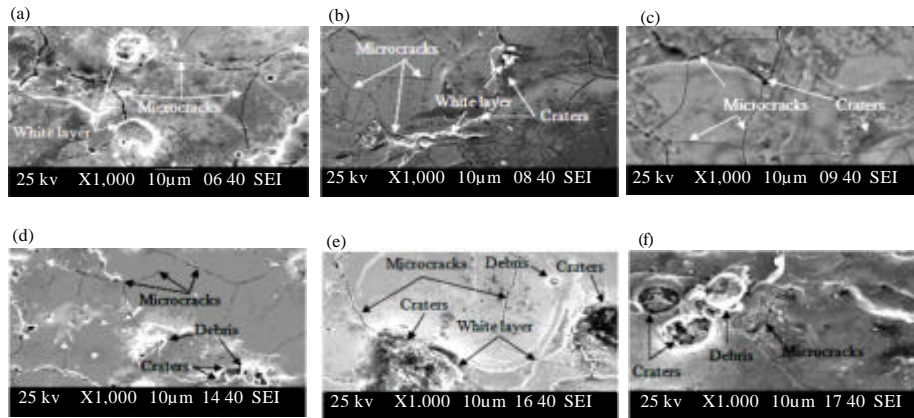 (a)
Microcracks
White layer
25 kv X1,000 10µm 06 40 SEI
(b)
Microcracks
White layer
Craters
25 kv X1,000 10µm 08 40 SEI
(c)
Microcracks
Craters
25 kv X1,000 10µm 09 40 SEI
(d)
Microcracks
Debris
Craters
25 kv X1,000 10µm 14 40 SEI
(e)
Microcracks
Debris
Craters
Craters
White layer
25 kv X1,000 10µm 16 40 SEI
(f)
Craters
Debris
Microcracks
25 kv X1,000 10µm 17 40 SEI